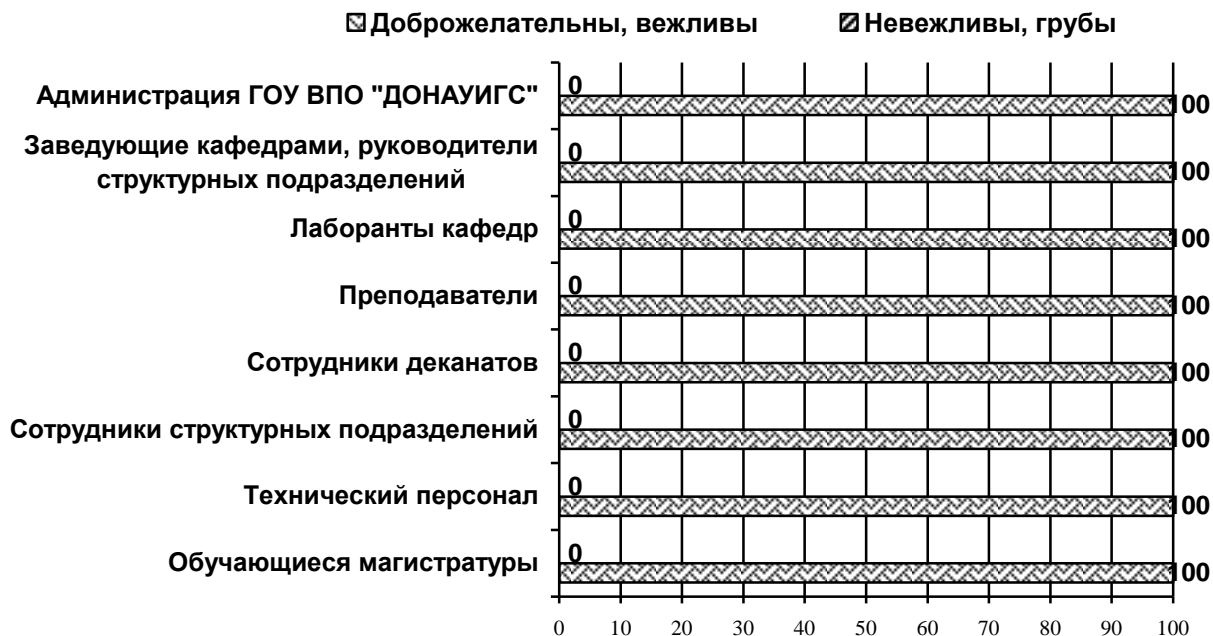 Доброжелательны, вежливы Невежливы, грубы
Администрация ГОУ ВПО "ДОНАУИГС"
0
100
Заведующие кафедрами, руководители
структурных подразделений
0
100
Лаборанты кафедр
0
100
Преподаватели
0
100
Сотрудники деканатов
0
100
Сотрудники структурных подразделений
0
100
Технический персонал
0
100
Обучающиеся магистратуры
0
100
0 10 20 30 40 50 60 70 80 90 100